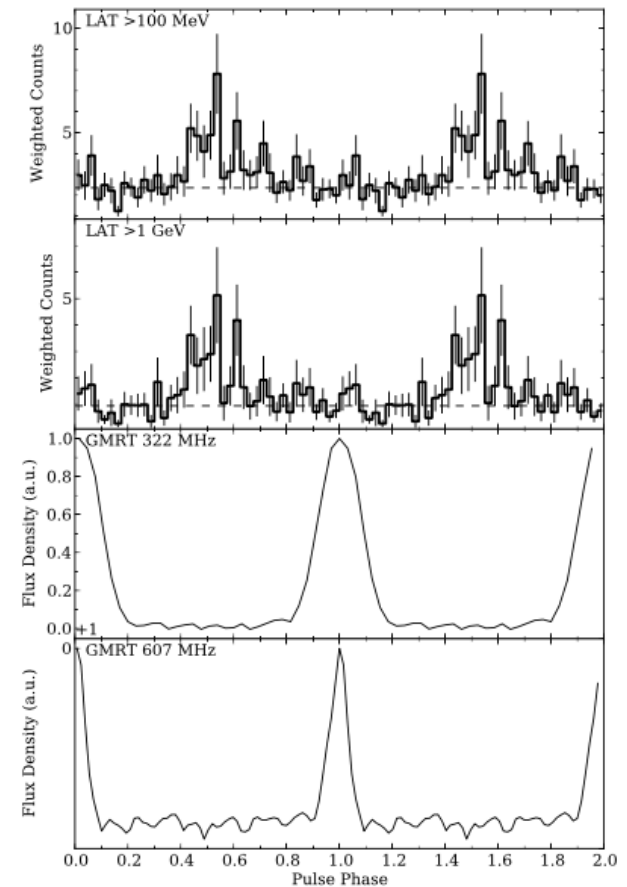 LAT >100 MeV
10
5
Weighted Counts
LAT >1 GeV
5
Weighted Counts
GMRT 322 MHz
1.0
0.8
0.6
0.4
0.2
0.0
+1
Flux Density (a.u.)
GMRT 607 MHz
0
Flux Density (a.u.)
0.0 0.2 0.4 0.6 0.8 1.0 1.2 1.4 1.6 1.8 2.0
Pulse Phase